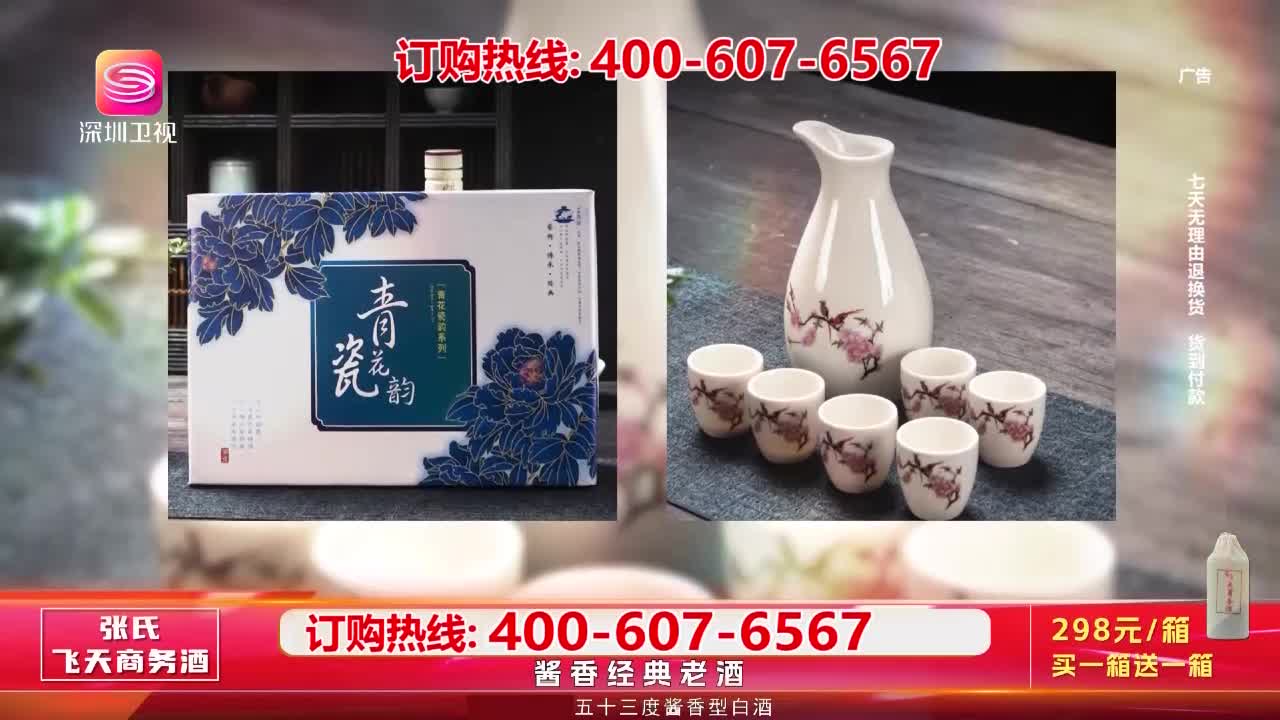 订购热线: 400-607-6567
广告
深圳卫视
七天无理由退换货 货到付款
青花瓷韵
青花瓷韵系列
张氏
飞天商务酒
订购热线: 400-607-6567
酱香经典老酒
五十三度酱香型白酒
298元/箱
买一箱送一箱